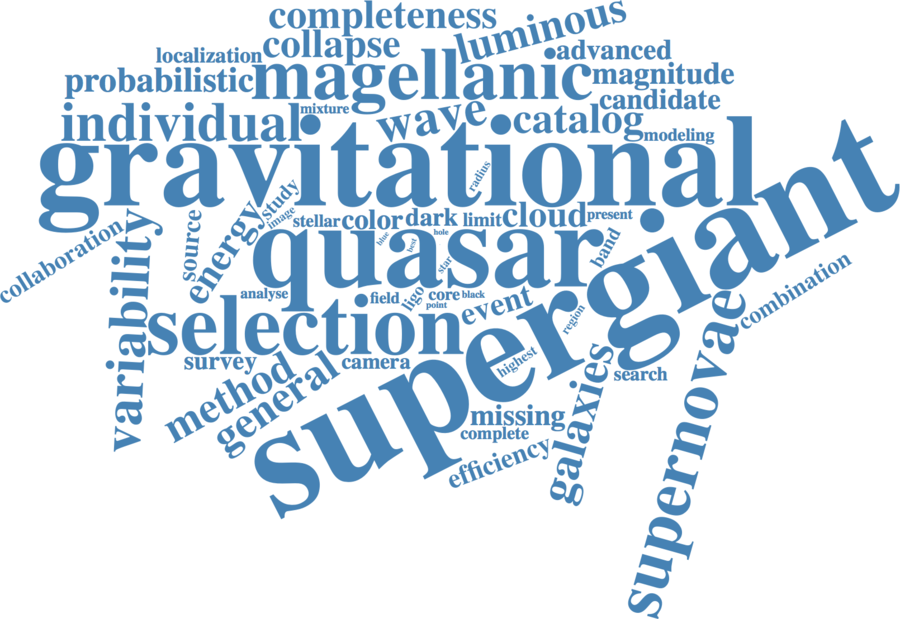 completeness
luminous
localization
collapse
advanced
probabilistic
magellanic
magnitude
candidate
mixture
individual
wave
catalog
modeling
gravitational
radius
study
image
stellar
color
dark
limit
cloud
present
collaboration
variability
source
energy
blue
best
hole
quasar
star
band
supergiant
analyse
field
ligo
core
black
point
event
region
combination
selection
survey
camera
highest
method
general
search
galaxies
supernovae
missing
complete
efficiency